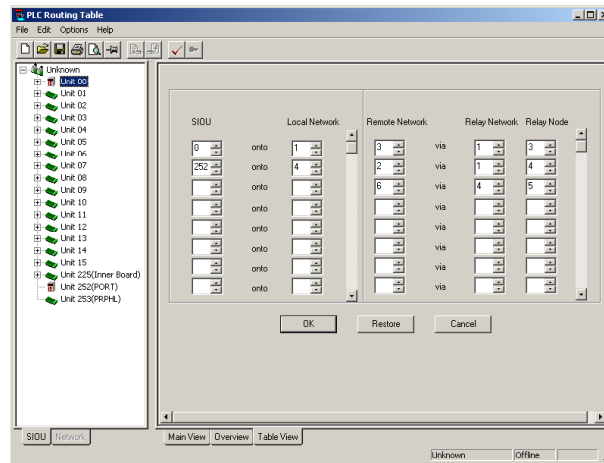 PLC Routing Table
File Edit Options Help
Unknown
Unit 00
Unit 01
Unit 02
Unit 03
Unit 04
Unit 05
Unit 06
Unit 07
Unit 08
Unit 09
Unit 10
Unit 11
Unit 12
Unit 13
Unit 14
Unit 15
Unit 225(Inner Board)
Unit 252(PORT)
Unit 253(PRPHL)
SIOU Network
SIOU Local Network Remote Network Relay Network Relay Node
0 onto 1 3 via 1 3
252 onto 4 2 via 1 4
onto 6 via 4 5
onto via
onto via
onto via
onto via
onto via
OK Restore Cancel
Main View Overview Table View
Unknown Offline